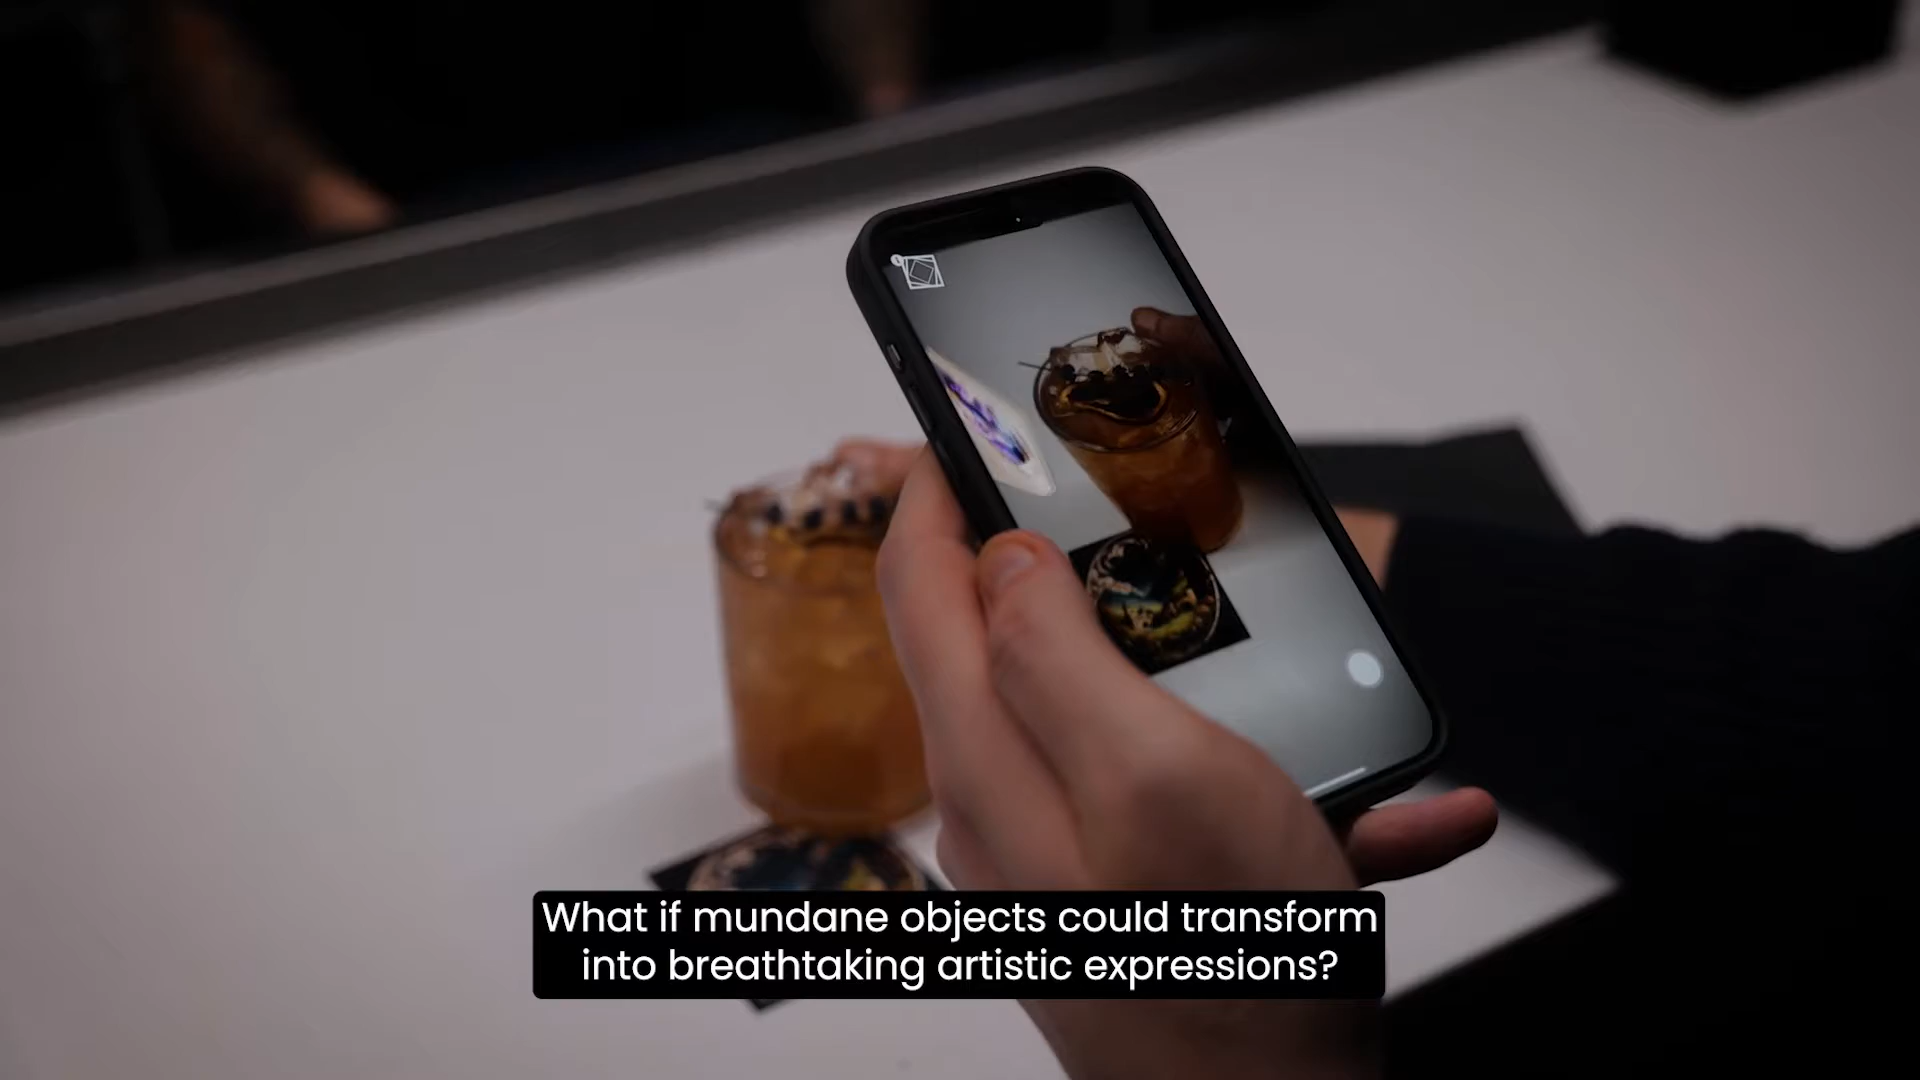 What if mundane objects could transform
into breathtaking artistic expressions?